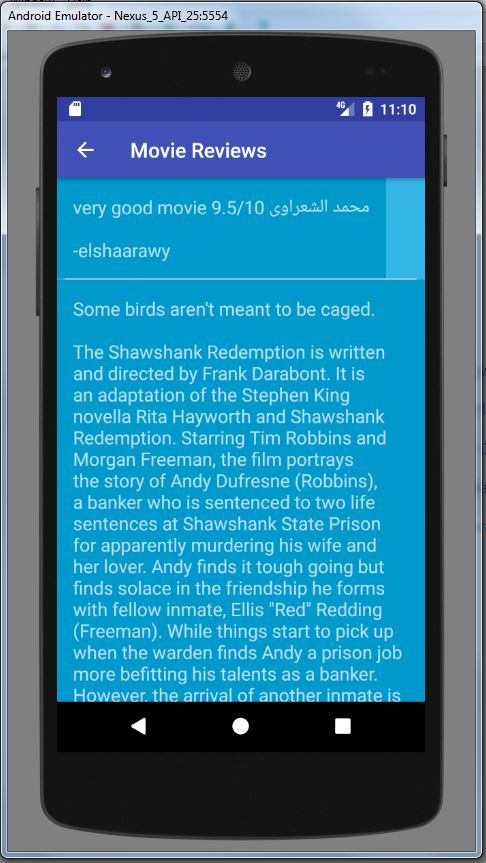 Android Emulator - Nexus_5_API_25:5554
4G 11:10
Movie Reviews
very good movie 9.5/10 محمد الشعراوى
-elshaarawy
Some birds aren't meant to be caged.
The Shawshank Redemption is written
and directed by Frank Darabont. It is
an adaptation of the Stephen King
novella Rita Hayworth and Shawshank
Redemption. Starring Tim Robbins and
Morgan Freeman, the film portrays
the story of Andy Dufresne (Robbins),
a banker who is sentenced to two life
sentences at Shawshank State Prison
for apparently murdering his wife and
her lover. Andy finds it tough going but
finds solace in the friendship he forms
with fellow inmate, Ellis "Red" Redding
(Freeman). While things start to pick up
when the warden finds Andy a prison job
more befitting his talents as a banker.
However, the arrival of another inmate is